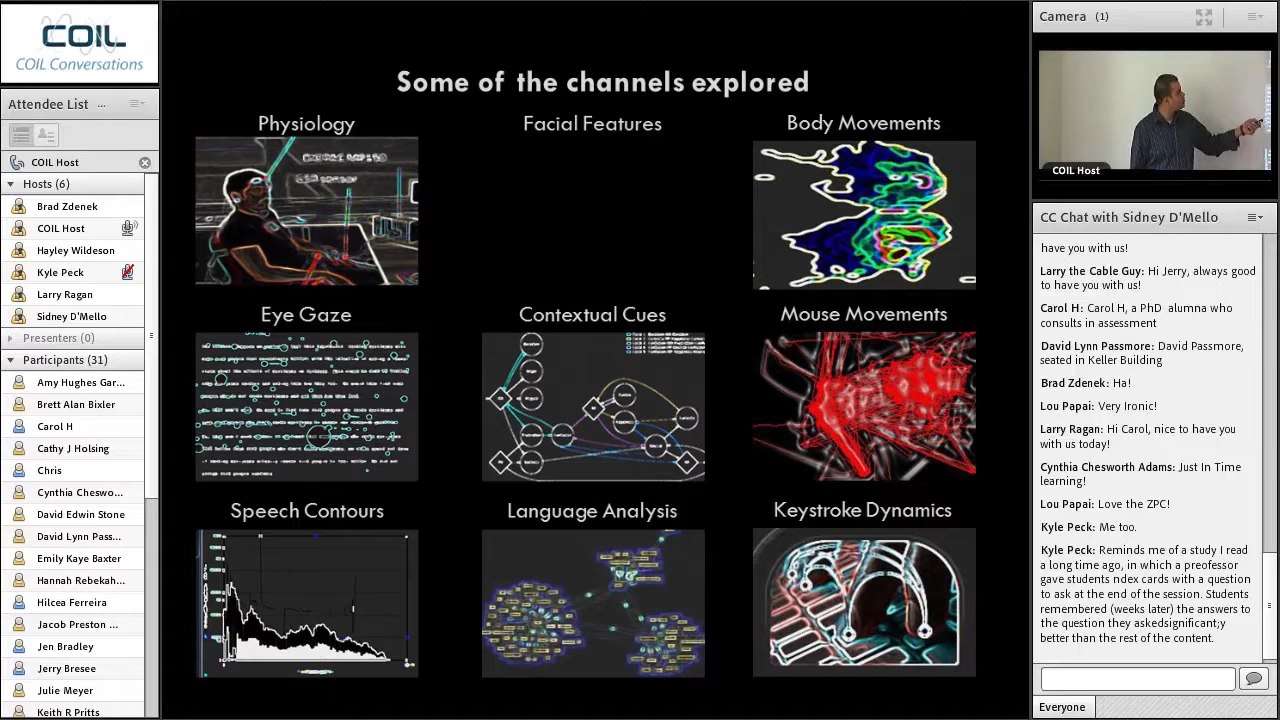 COIL
COIL Conversations
Attendee List ...
COIL Host
Hosts (6)
Brad Zdenek
COIL Host
Hayley Wildeson
Kyle Peck
Larry Ragan
Sidney D'Mello
Presenters (0)
Participants (31)
Amy Hughes Gar...
Brett Alan Bixler
Carol H
Cathy J Holsing
Chris
Cynthia Cheswo...
David Edwin Stone
David Lynn Pass...
Emily Kaye Baxter
Hannah Rebekah...
Hilcea Ferreira
Jacob Preston ...
Jen Bradley
Jerry Bresee
Julie Meyer
Keith R Pritts
Some of the channels explored
Physiology
Facial Features
Body Movements
Eye Gaze
Contextual Cues
Mouse Movements
Speech Contours
Language Analysis
Keystroke Dynamics
Camera (1)
COIL Host
CC Chat with Sidney D'Mello
have you with us!
Larry the Cable Guy: Hi Jerry, always good
to have you with us!
Carol H: Carol H, a PhD alumna who
consults in assessment
David Lynn Passmore: David Passmore,
seated in Keller Building
Brad Zdenek: Ha!
Lou Papai: Very Ironic!
Larry Ragan: Hi Carol, nice to have you
with us today!
Cynthia Chesworth Adams: Just In Time
learning!
Lou Papai: Love the ZPC!
Kyle Peck: Me too.
Kyle Peck: Reminds me of a study I read
a long time ago, in which a preofessor
gave students ndex cards with a question
to ask at the end of the session. Students
remembered (weeks later) the answers to
the question they askedsignificant;y
better than the rest of the content.
Everyone